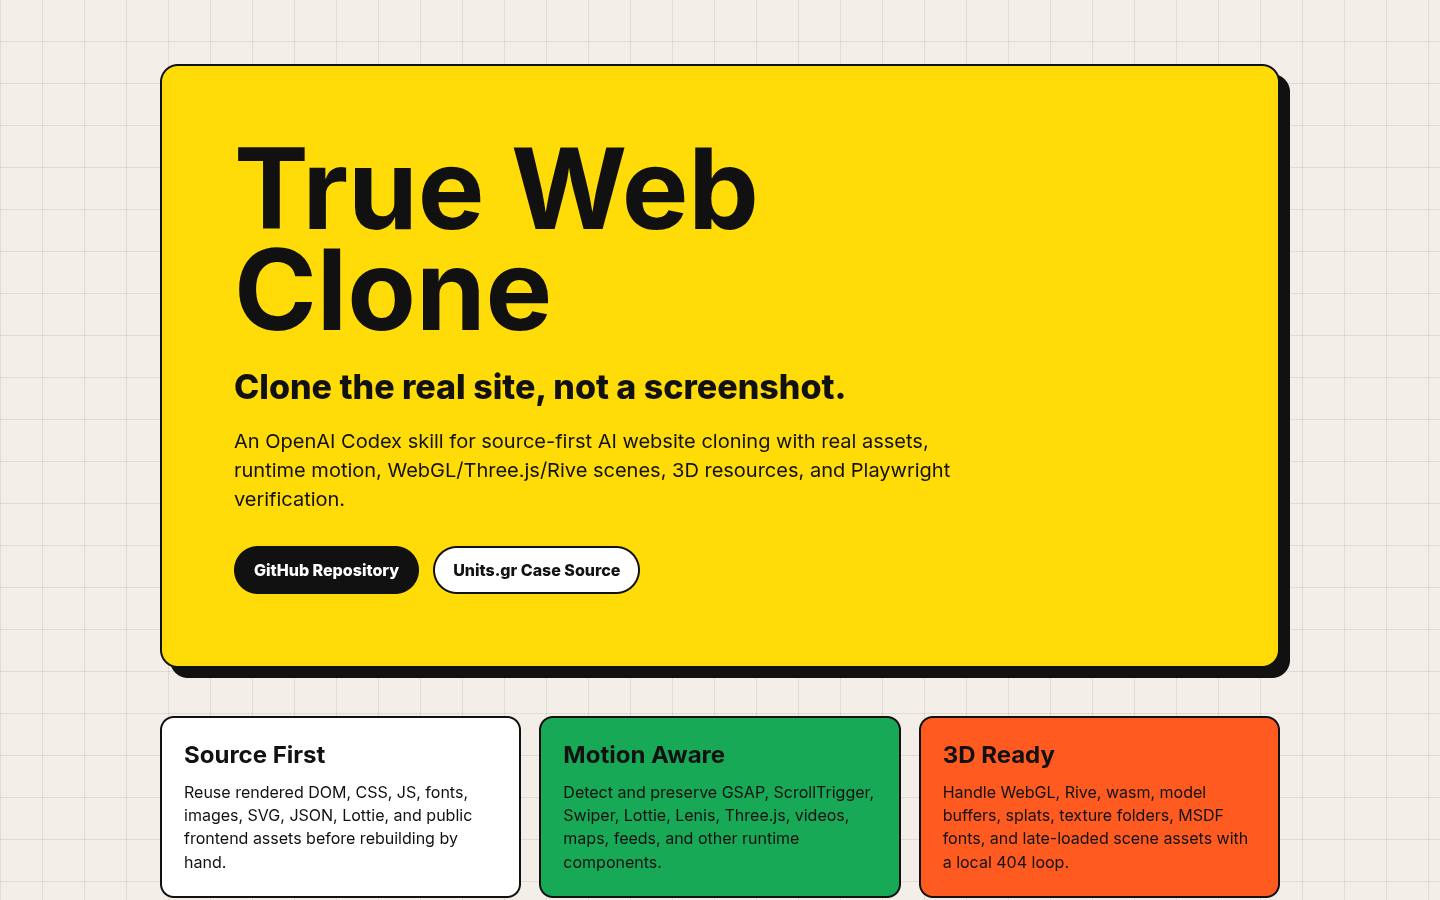 True Web
Clone
Clone the real site, not a screenshot.
An OpenAI Codex skill for source-first AI website cloning with real assets,
runtime motion, WebGL/Three.js/Rive scenes, 3D resources, and Playwright
verification.
GitHub Repository
Units.gr Case Source
Source First
Reuse rendered DOM, CSS, JS, fonts,
images, SVG, JSON, Lottie, and public
frontend assets before rebuilding by
hand.
Motion Aware
Detect and preserve GSAP, ScrollTrigger,
Swiper, Lottie, Lenis, Three.js, videos,
maps, feeds, and other runtime
components.
3D Ready
Handle WebGL, Rive, wasm, model
buffers, splats, texture folders, MSDF
fonts, and late-loaded scene assets with
a local 404 loop.